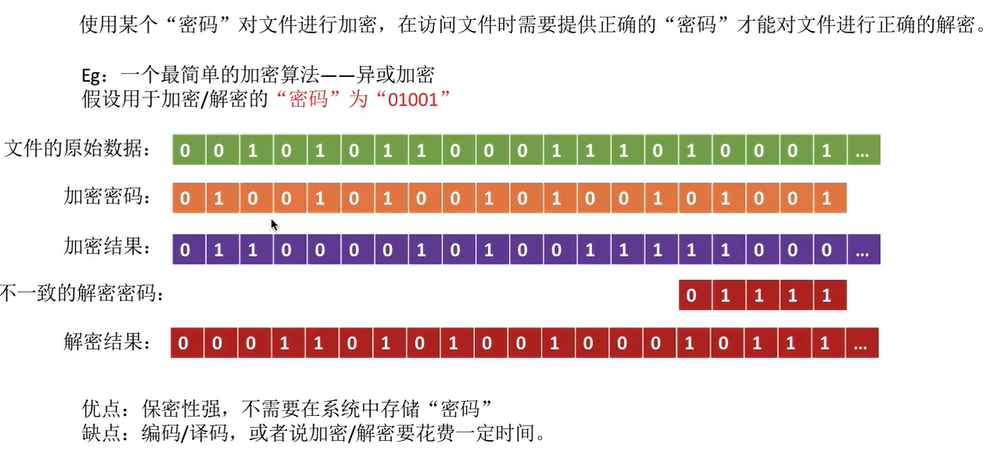 使用某个“密码”对文件进行加密，在访问文件时需要提供正确的“密码”才能对文件进行正确的解密。
Eg：一个最简单的加密算法——异或加密
假设用于加密/解密的“密码”为“01001”
文件的原始数据： 0 0 1 0 1 0 1 1 0 0 0 1 1 1 0 1 0 0 0 1 ...
加密密码： 0 1 0 0 1 0 1 0 0 1 0 1 0 0 1 0 1 0 0 1
加密结果： 0 1 1 0 0 0 0 1 0 1 0 0 1 1 1 1 1 0 0 0 ...
不一致的解密密码： 0 1 1 1 1
解密结果： 0 0 0 1 1 0 1 0 1 0 0 1 0 0 0 1 0 1 1 1 ...
优点：保密性强，不需要在系统中存储“密码”
缺点：编码/译码，或者说加密/解密要花费一定时间。